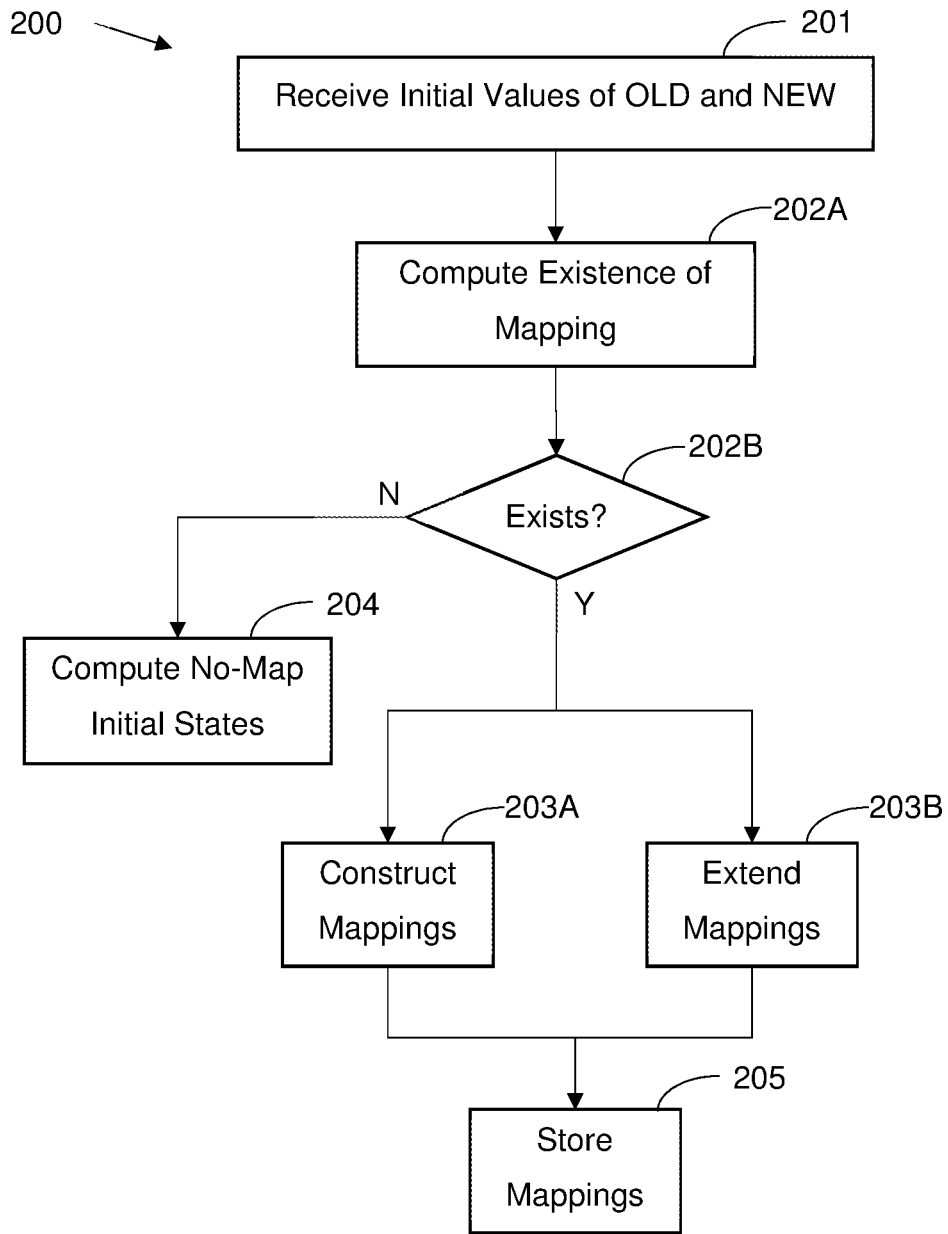 200
201
Receive Initial Values of OLD and NEW
202A
Compute Existence of
Mapping
202B
N
Exists?
Y
204
Compute No-Map
Initial States
203A
203B
Construct
Mappings
Extend
Mappings
205
Store
Mappings